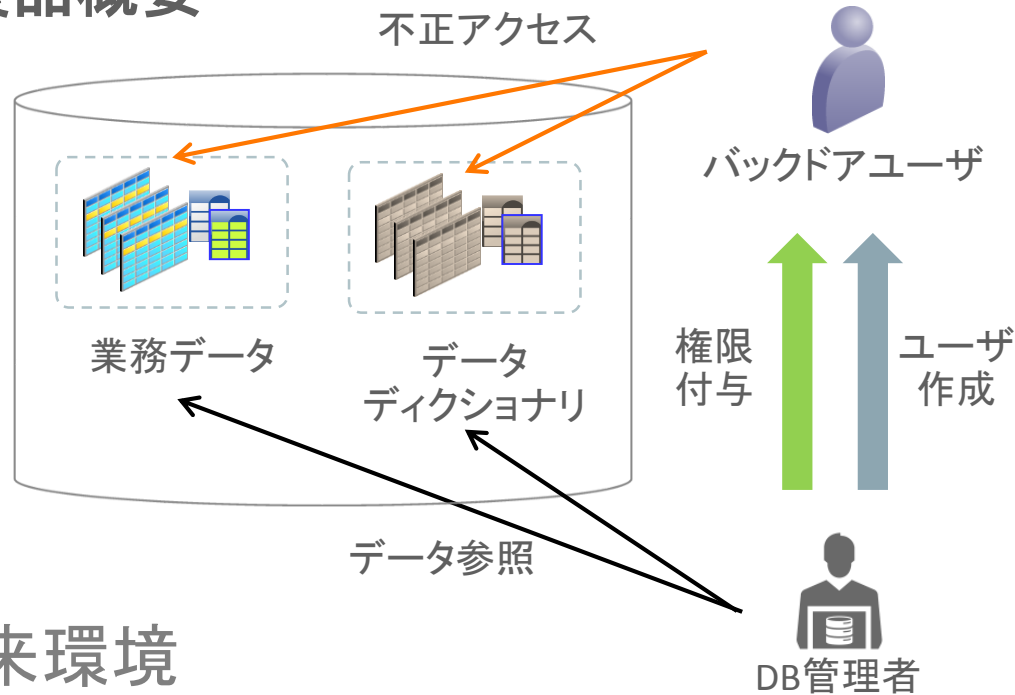 品概要
不正アクセス
バックドアユーザ
業務データ
データ
ディクショナリ
権限
付与
ユーザ
作成
データ参照
来環境
DB管理者